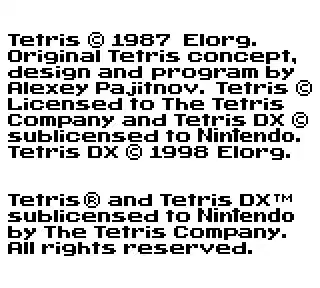 Tetris © 1987 Elorg.
Original Tetris concept,
design and program by
Alexey Pajitnov. Tetris ©
Licensed to The Tetris
Company and Tetris DX ©
sublicensed to Nintendo.
Tetris DX © 1998 Elorg.
Tetris® and Tetris DX™
sublicensed to Nintendo
by The Tetris Company.
All rights reserved.